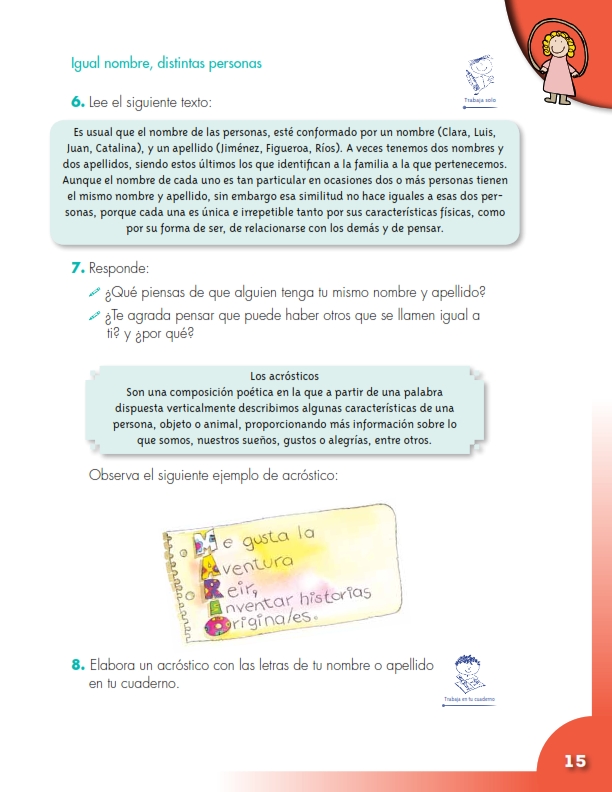 Igual nombre, distintas personas
Trabaja solo
6. Lee el siguiente texto:
Es usual que el nombre de las personas, esté conformado por un nombre (Clara, Luis,
Juan, Catalina), y un apellido (Jiménez, Figueroa, Ríos). A veces tenemos dos nombres y
dos apellidos, siendo estos últimos los que identifican a la familia a la que pertenecemos.
Aunque el nombre de cada uno es tan particular en ocasiones dos o más personas tienen
el mismo nombre y apellido, sin embargo esa similitud no hace iguales a esas dos per-
sonas, porque cada una es única e irrepetible tanto por sus características físicas, como
por su forma de ser, de relacionarse con los demás y de pensar.
7. Responde:
¿Qué piensas de que alguien tenga tu mismo nombre y apellido?
¿Te agrada pensar que puede haber otros que se llamen igual a
ti? y ¿por qué?
Los acrósticos
Son una composición poética en la que a partir de una palabra
dispuesta verticalmente describimos algunas características de una
persona, objeto o animal, proporcionando más información sobre lo
que somos, nuestros sueños, gustos o alegrías, entre otros.
Observa el siguiente ejemplo de acróstico:
Me gusta la
Aventura
Reir,
Inventar historias
Originales.
8. Elabora un acróstico con las letras de tu nombre o apellido
en tu cuaderno.
Trabaja en tu cuaderno
15